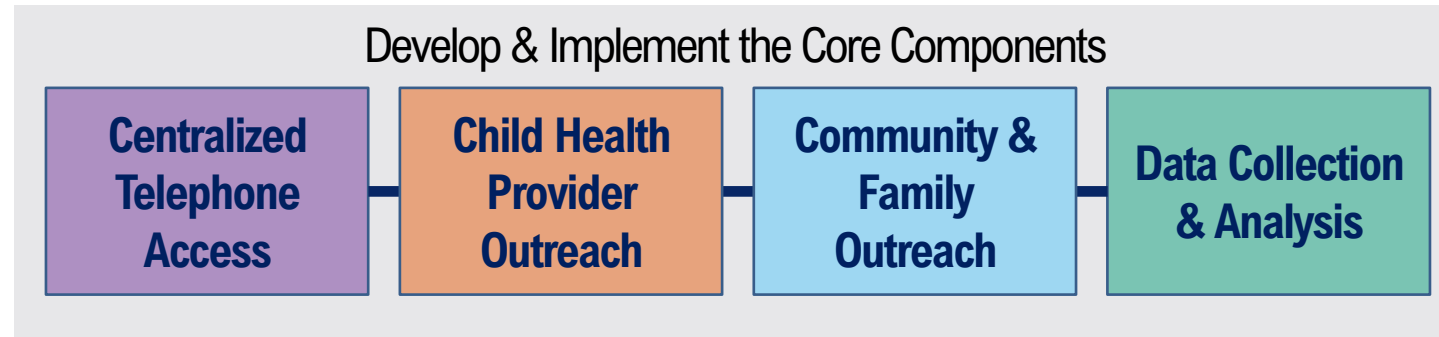 Develop & Implement the Core Components
Centralized
Telephone
Access
Child Health
Provider
Outreach
Community &
Family
Outreach
Data Collection
& Analysis